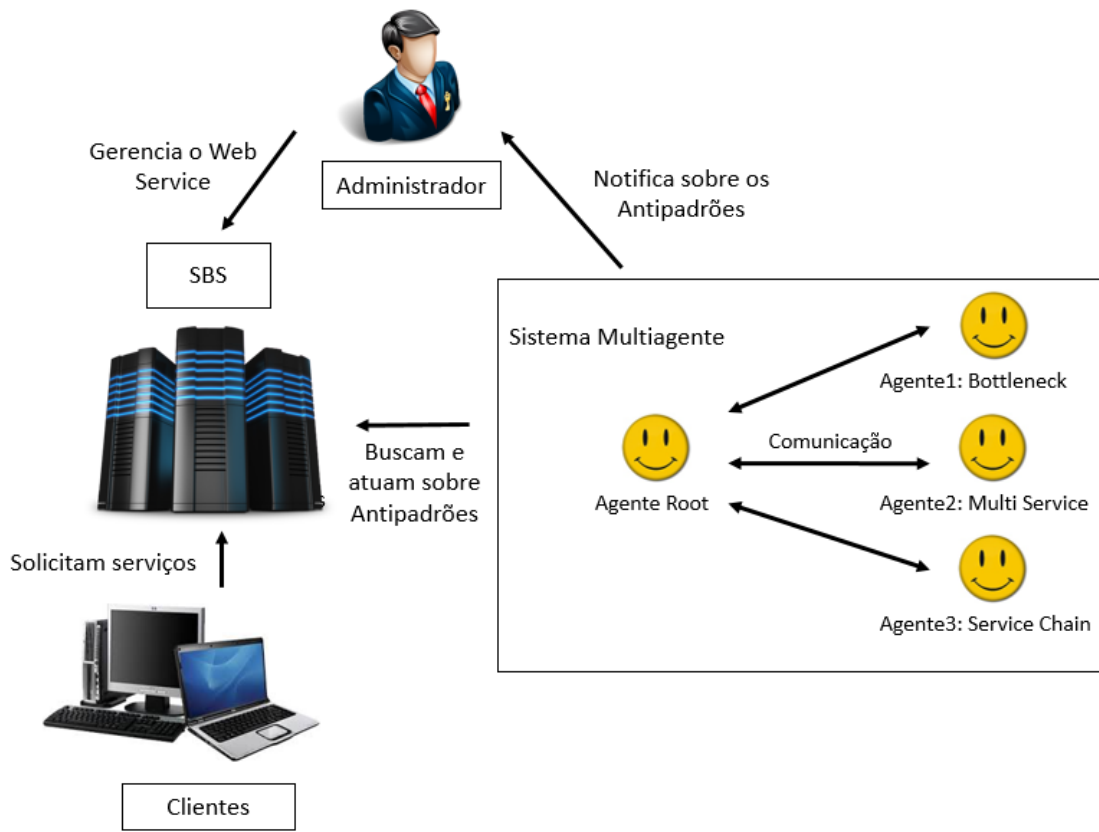 Gerencia o Web
Service
Administrador
Notifica sobre os
Antipadrões
SBS
Sistema Multiagente
Agente1: Bottleneck
Buscam e
atuam sobre
Antipadrões
Comunicação
Agente Root
Agente2: Multi Service
Solicitam serviços
Agente3: Service Chain
Clientes